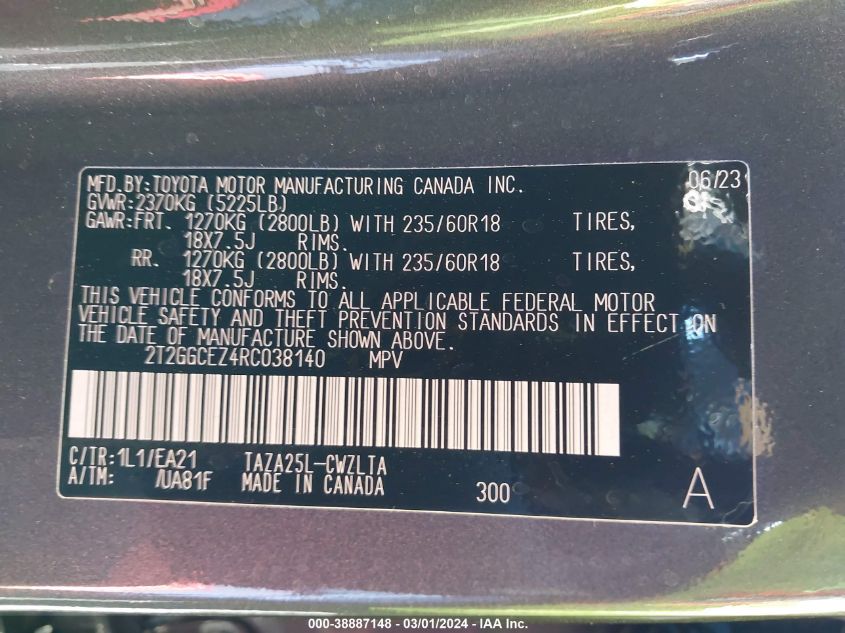 MFD.BY:TOYOTA MOTOR MANUFACTURING CANADA INC. 06/23
GVWR:2370KG (5225LB)
GAWR:FRT. 1270KG (2800LB) WITH 235/60R18 TIRES,
18X7.5J RIMS.
RR. 1270KG (2800LB) WITH 235/60R18 TIRES,
18X7.5J RIMS.
THIS VEHICLE CONFORMS TO ALL APPLICABLE FEDERAL MOTOR
VEHICLE SAFETY AND THEFT PREVENTION STANDARDS IN EFFECT ON
THE DATE OF MANUFACTURE SHOWN ABOVE.
2T2GGCEZ4RC038140 MPV
C/TR:1L1/EA21 TAZA25L-CWZLTA
A/TM: /UA81F MADE IN CANADA 300 A
000-38887148 - 03/01/2024 - IAA Inc.